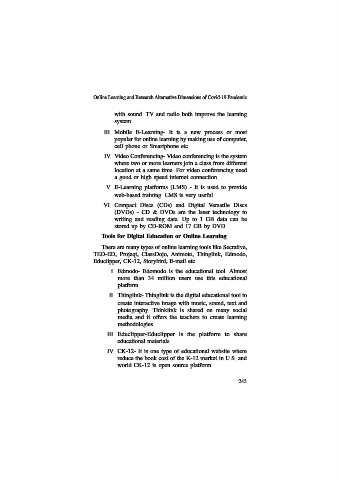 Online Learning and Research Alternative Dimensions of Covid-19 Pandemic
with sound. TV and radio both improve the learning
system.
III Mobile E-Learning- It is a new process or most
popular for online learning by making use of computer,
cell phone or Smartphone etc.
IV. Video Conferencing- Video conferencing is the system
where two or more learners join a class from different
location at a same time. For video conferencing need
a good or high speed internet connection.
V E-Learning platforms (LMS) - It is used to provide
web-based training. LMS is very useful.
VI Compact Discs (CDs) and Digital Versatile Discs
(DVDs) - CD & DVDs are the laser technology to
writing and reading data. Up to 1 GB data can be
stored up by CD-ROM and 17 GB by DVD.
Tools for Digital Education or Online Learning
There are many types of online learning tools like Socrative,
TED-ED, Projeqt, ClassDojo, Animoto, Thinglink, Edmodo,
Educlipper, CK-12, Storybird, E-mail etc.
I Edmodo- Edomodo is the educational tool. Almost
more than 34 million users use this educational
platform.
II Thinglink- Thinglink is the digital educational tool to
create interactive image with music, sound, text and
photography. Thinklink is shared on many social
media and it offers the teachers to create learning
methodologies.
III Educlipper-Educlipper is the platform to share
educational materials.
IV CK-12- It is one type of educational website where
reduce the book cost of the K-12 market in U.S. and
world CK-12 is open source platform.
343